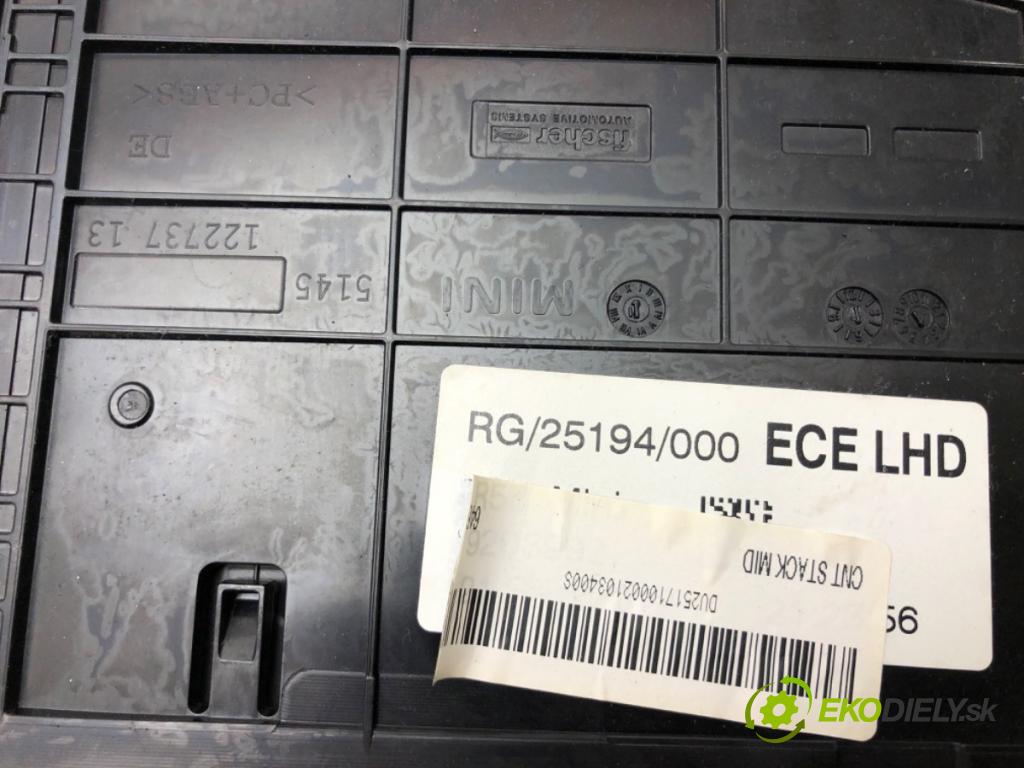 >PC+ABS<
DE
fischer
AUTOMOTIVE SYSTEMS
122737 13
5145
MINI
RG/25194/000 ECE LHD
56
CNT STACK MID
DU2517100002103400S
EKODIELY.sk